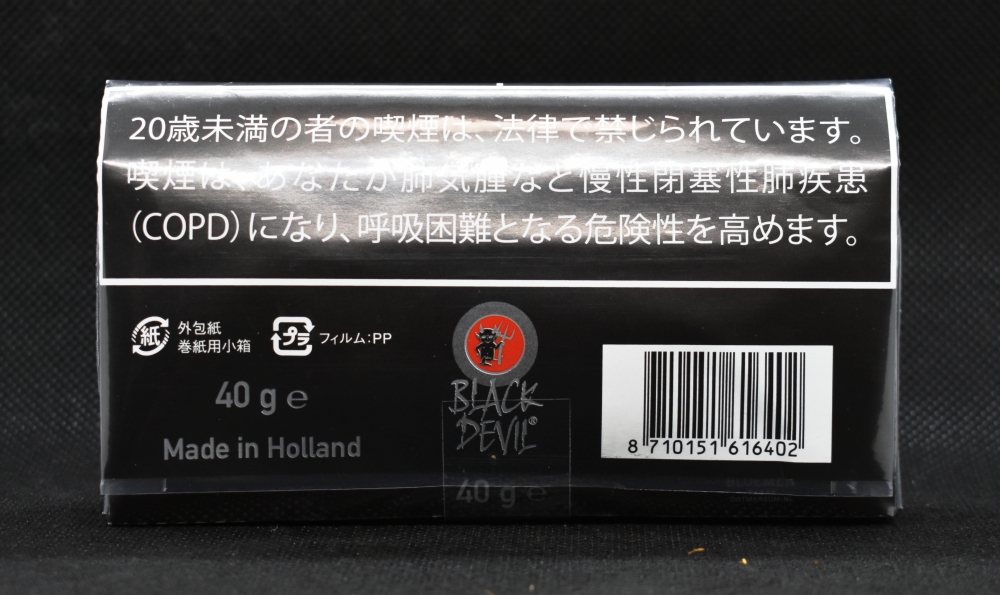 20歳未満の者の喫煙は、法律で禁じられています。
喫煙は、あなたが肺気腫など慢性閉塞性肺疾患
（COPD）になり、呼吸困難となる危険性を高めます。
紙
外包紙
巻紙用小箱
プラ
フィルム：PP
40 g ℮
Made in Holland
BLACK
DEVIL®
40 g ℮
8 710151 616402